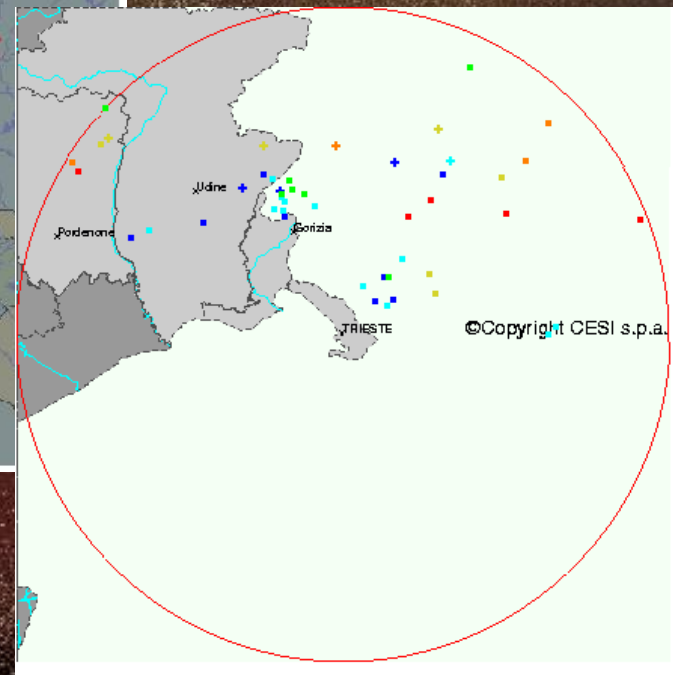 Udine
Pordenone
Gorizia
TRIESTE
©Copyright CESI s.p.a.